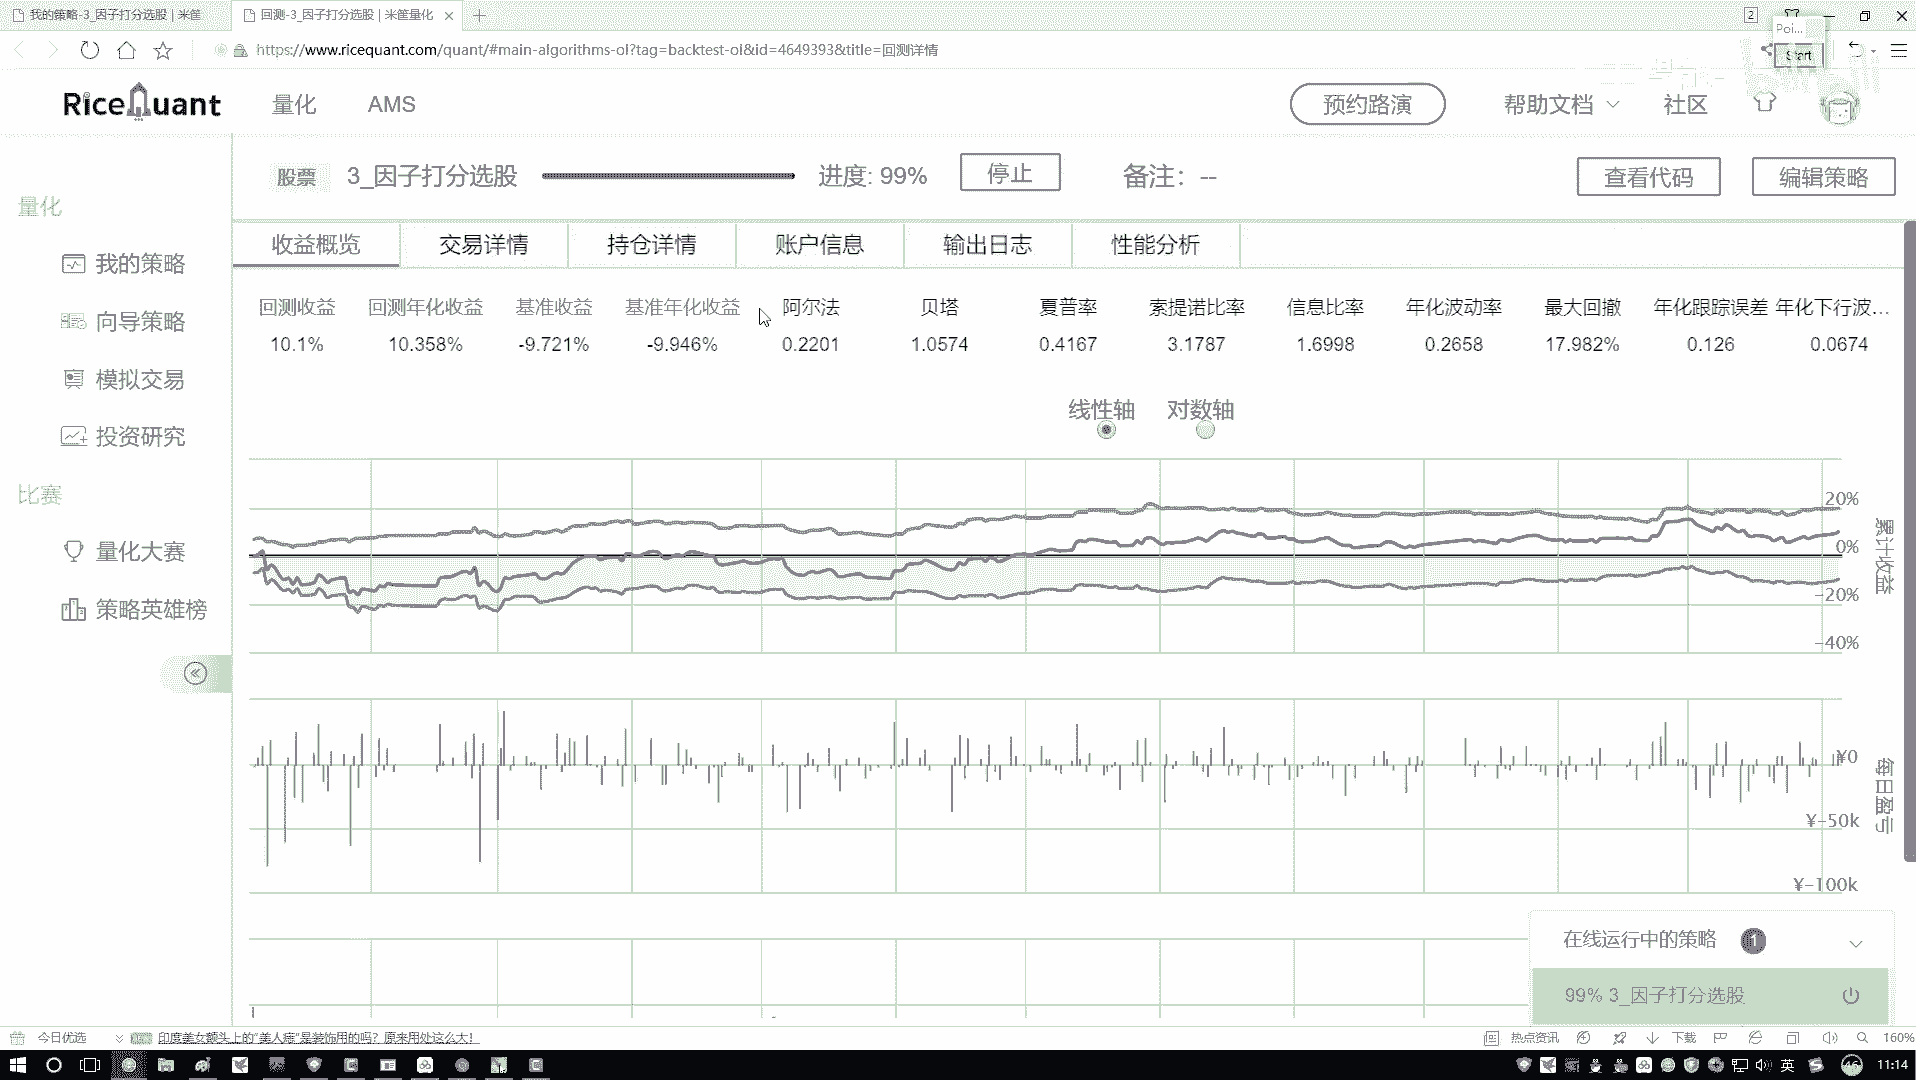 我的策略-3_因子打分选股 | 米筐
回测-3_因子打分选股 | 米筐量化
2
Poi...
Start
https://www.ricequant.com/quant/#main-algorithms-ol?tag=backtest-ol&id=4649393&title=回测详情
RiceQuant
量化
AMS
预约路演
帮助文档
社区
股票
3_因子打分选股
进度: 99%
停止
备注: --
查看代码
编辑策略
量化
我的策略
向导策略
模拟交易
投资研究
比赛
量化大赛
策略英雄榜
收益概览
交易详情
持仓详情
账户信息
输出日志
性能分析
回测收益 回测年化收益 基准收益 基准年化收益 阿尔法 贝塔 夏普率 索提诺比率 信息比率 年化波动率 最大回撤 年化跟踪误差 年化下行波...
10.1% 10.358% -9.721% -9.946% 0.2201 1.0574 0.4167 3.1787 1.6998 0.2658 17.982% 0.126 0.0674
线性轴 对数轴
20%
0%
-20%
-40%
累计收益
¥0
¥-50k
¥-100k
每日盈亏
在线运行中的策略 1
99% 3_因子打分选股
今日优选
印度美女额头上的"美人痣"是装饰用的吗? 原来用处这么大!
热点资讯
下载
160%
英
46
11:14